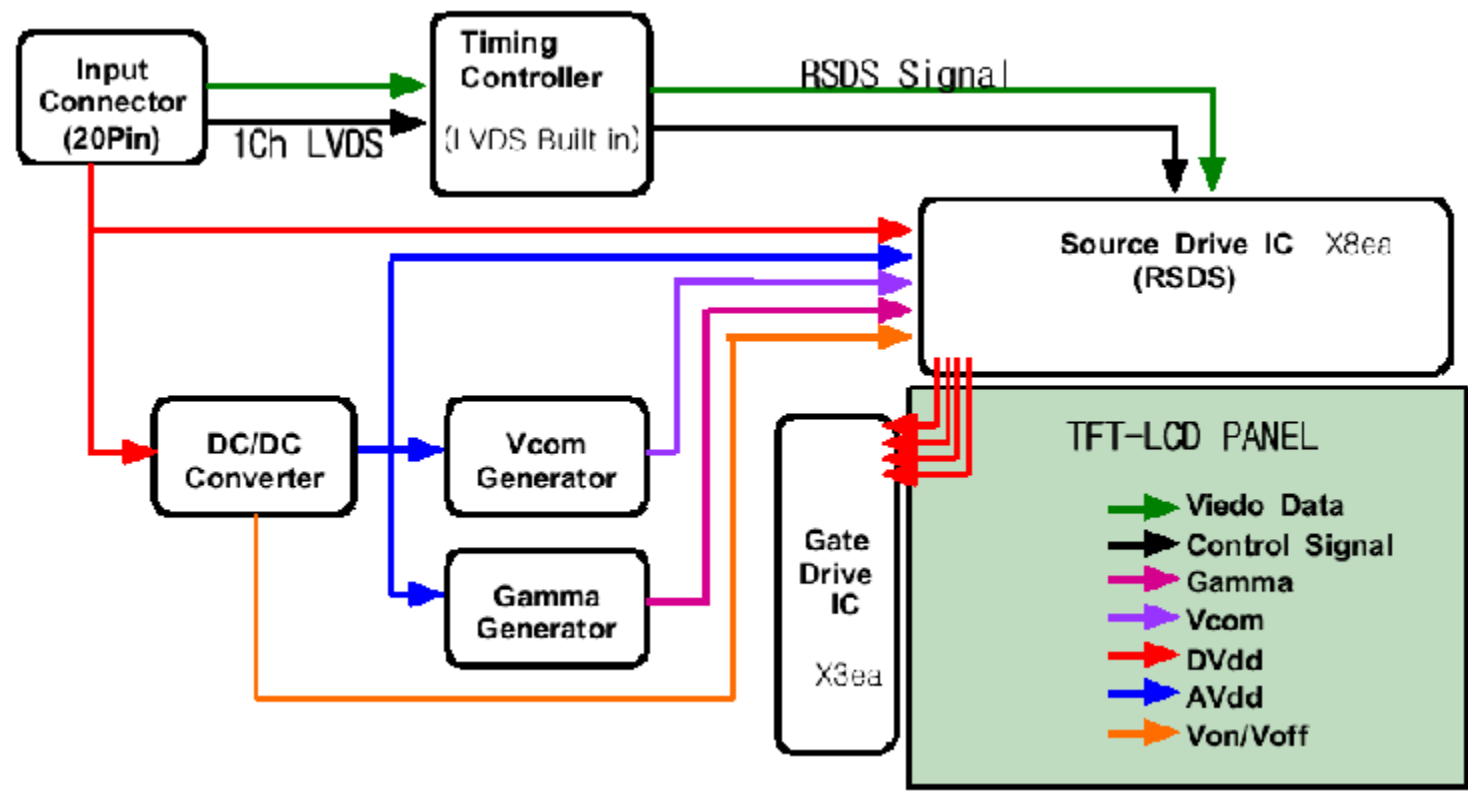 Input
Connector
(20Pin)
1Ch LVDS
Timing
Controller
(LVDS Built in)
RSDS Signal
Source Drive IC X8ea
(RSDS)
DC/DC
Converter
Vcom
Generator
Gamma
Generator
Gate
Drive
IC
X3ea
TFT-LCD PANEL
Viedo Data
Control Signal
Gamma
Vcom
DVdd
AVdd
Von/Voff